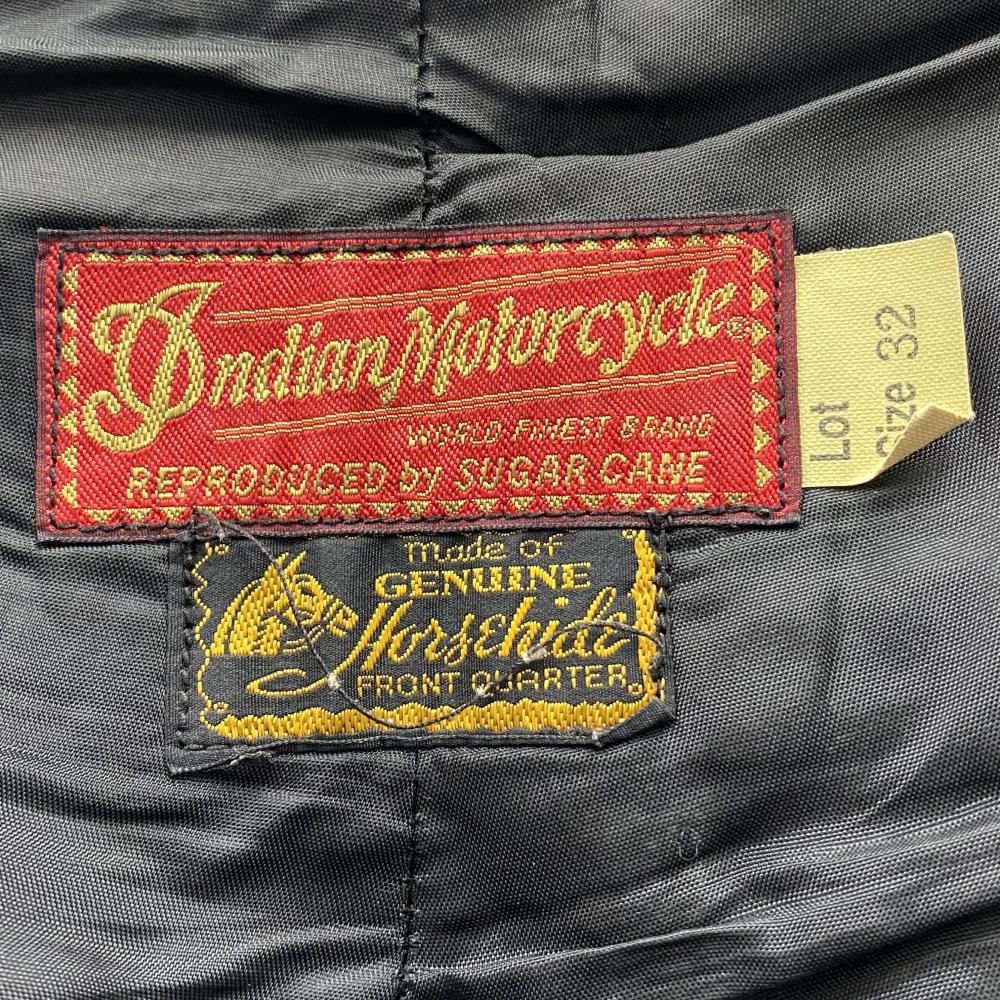 Indian Motorcycle®
WORLD FINEST BRAND
REPRODUCED by SUGAR CANE
Lot
Size 32
Made of
GENUINE
Horsehide
FRONT QUARTER